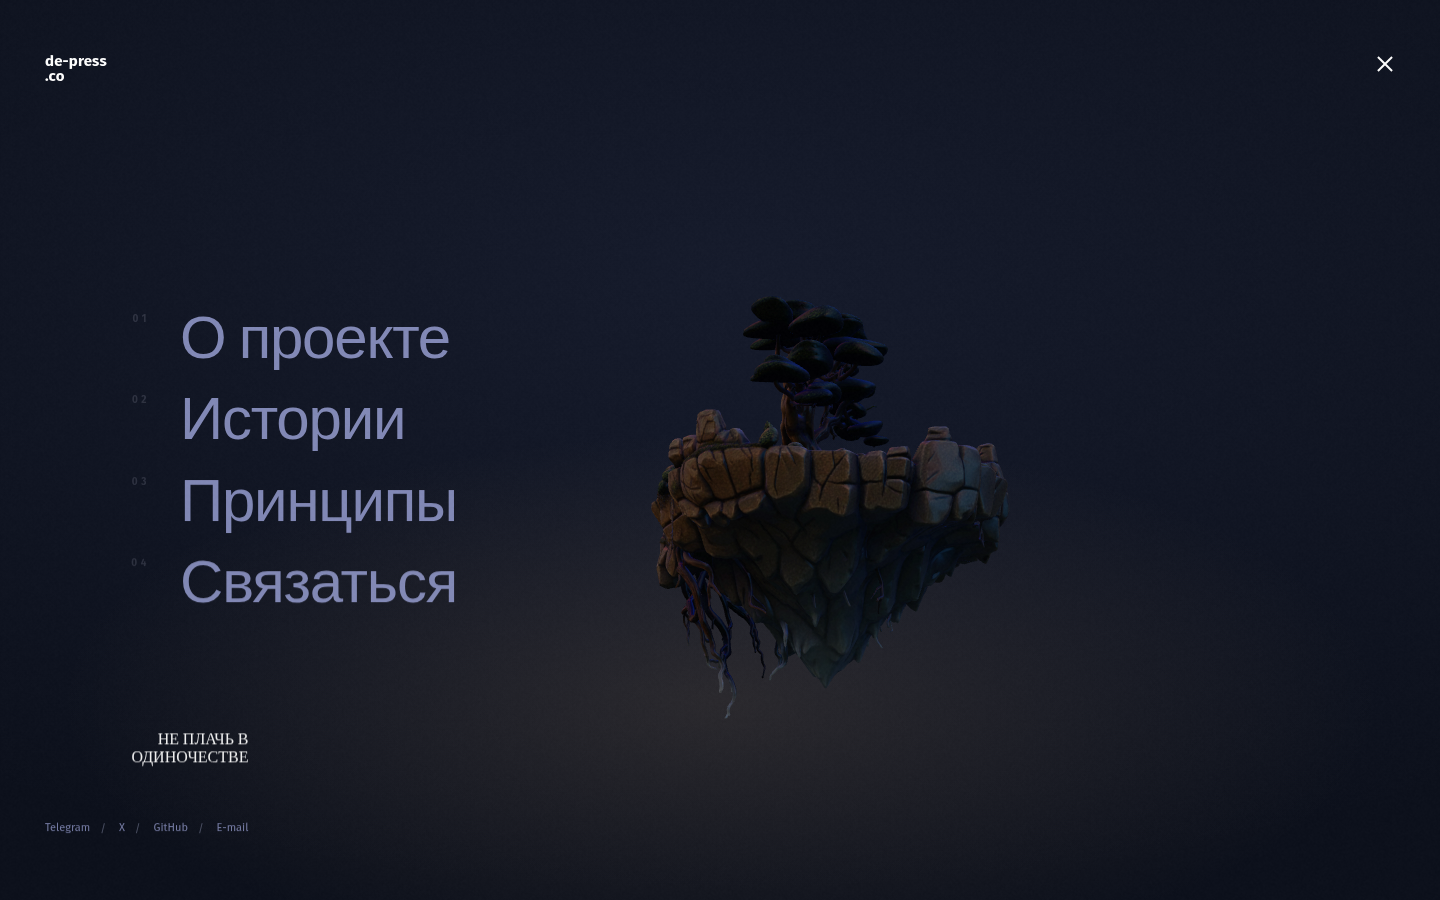 de-press
.co
01
О проекте
02
Истории
03
Принципы
04
Связаться
НЕ ПЛАЧЬ В
ОДИНОЧЕСТВЕ
Telegram / X / GitHub / E-mail